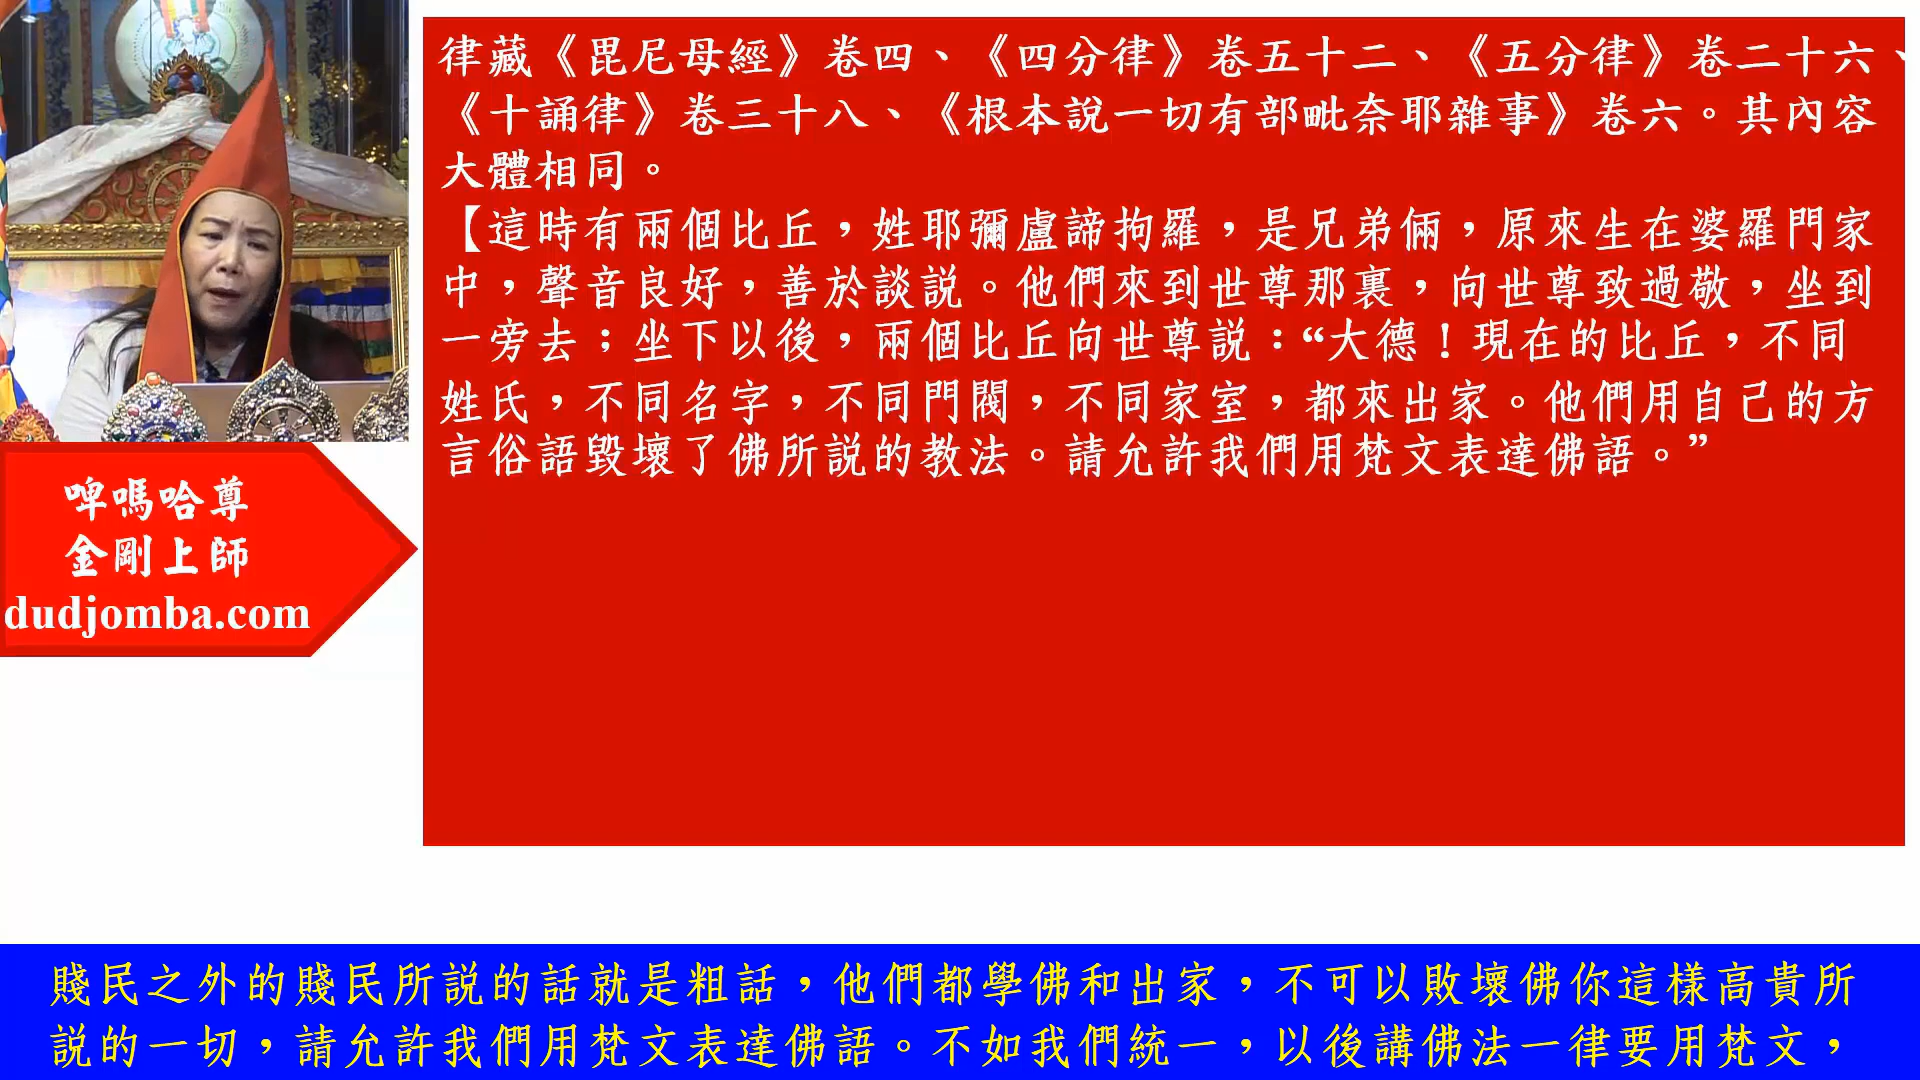 律藏《毘尼母經》卷四、《四分律》卷五十二、《五分律》卷二十六、
《十誦律》卷三十八、《根本說一切有部毗奈耶雜事》卷六。其內容
大體相同。
【這時有兩個比丘，姓耶彌盧諦拘羅，是兄弟倆，原來生在婆羅門家
中，聲音良好，善於談説。他們來到世尊那裏，向世尊致過敬，坐到
一旁去；坐下以後，兩個比丘向世尊説：“大德！現在的比丘，不同
姓氏，不同名字，不同門閥，不同家室，都來出家。他們用自己的方
言俗語毀壞了佛所説的教法。請允許我們用梵文表達佛語。”
啤嗎哈尊
金剛上師
dudjomba.com
賤民之外的賤民所説的話就是粗話，他們都學佛和出家，不可以敗壞佛你這樣高貴所
説的一切，請允許我們用梵文表達佛語。不如我們統一，以後講佛法一律要用梵文，